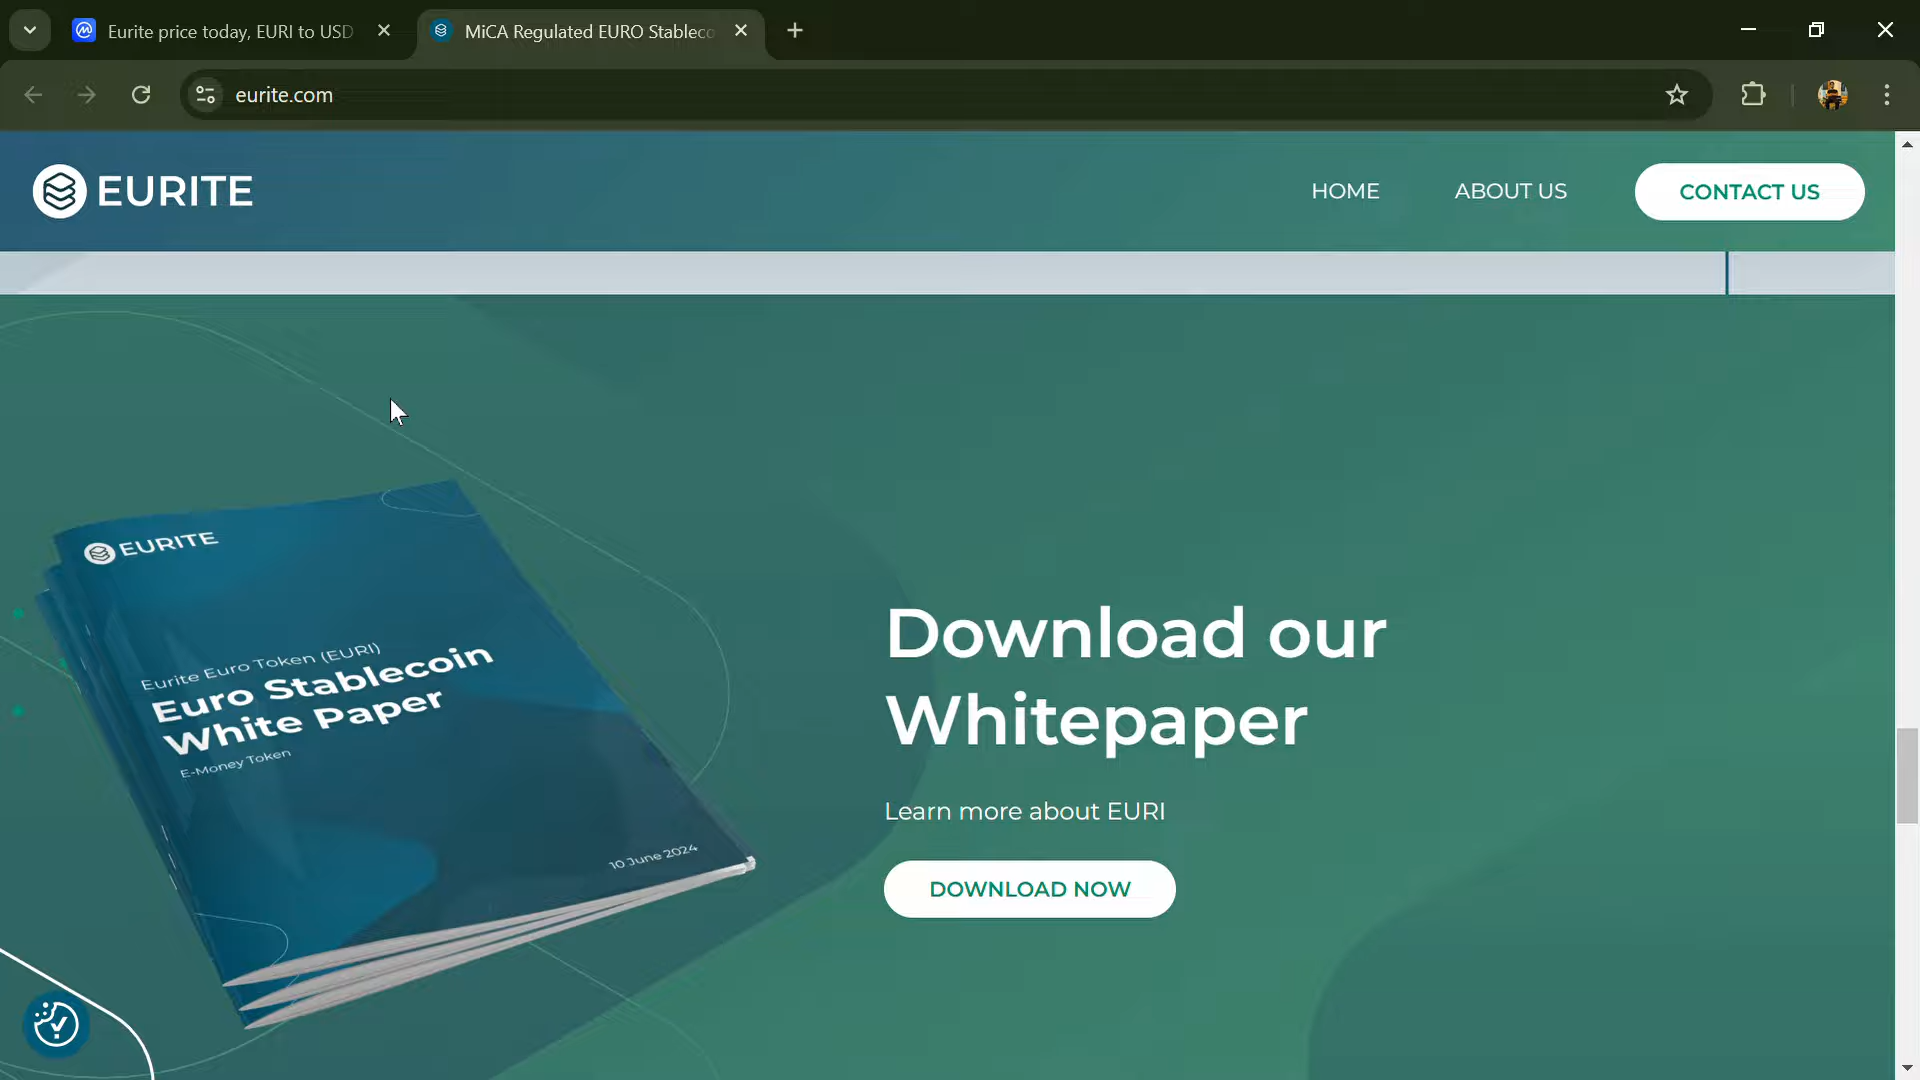 Eurite price today, EURI to USD
MiCA Regulated EURO Stableco
eurite.com
EURITE
HOME
ABOUT US
CONTACT US
EURITE
Eurite Euro Token (EURI)
Euro Stablecoin
White Paper
E-Money Token
10 June 2024
Download our
Whitepaper
Learn more about EURI
DOWNLOAD NOW